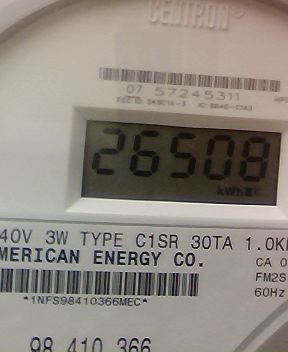 CENTRON®
07 57245311
26508
kWh
40V 3W TYPE C1SR 30TA 1.0K
MERICAN ENERGY CO.
CA 0
FM2S
60Hz
*1NFS98410366MEC*
98 410 366